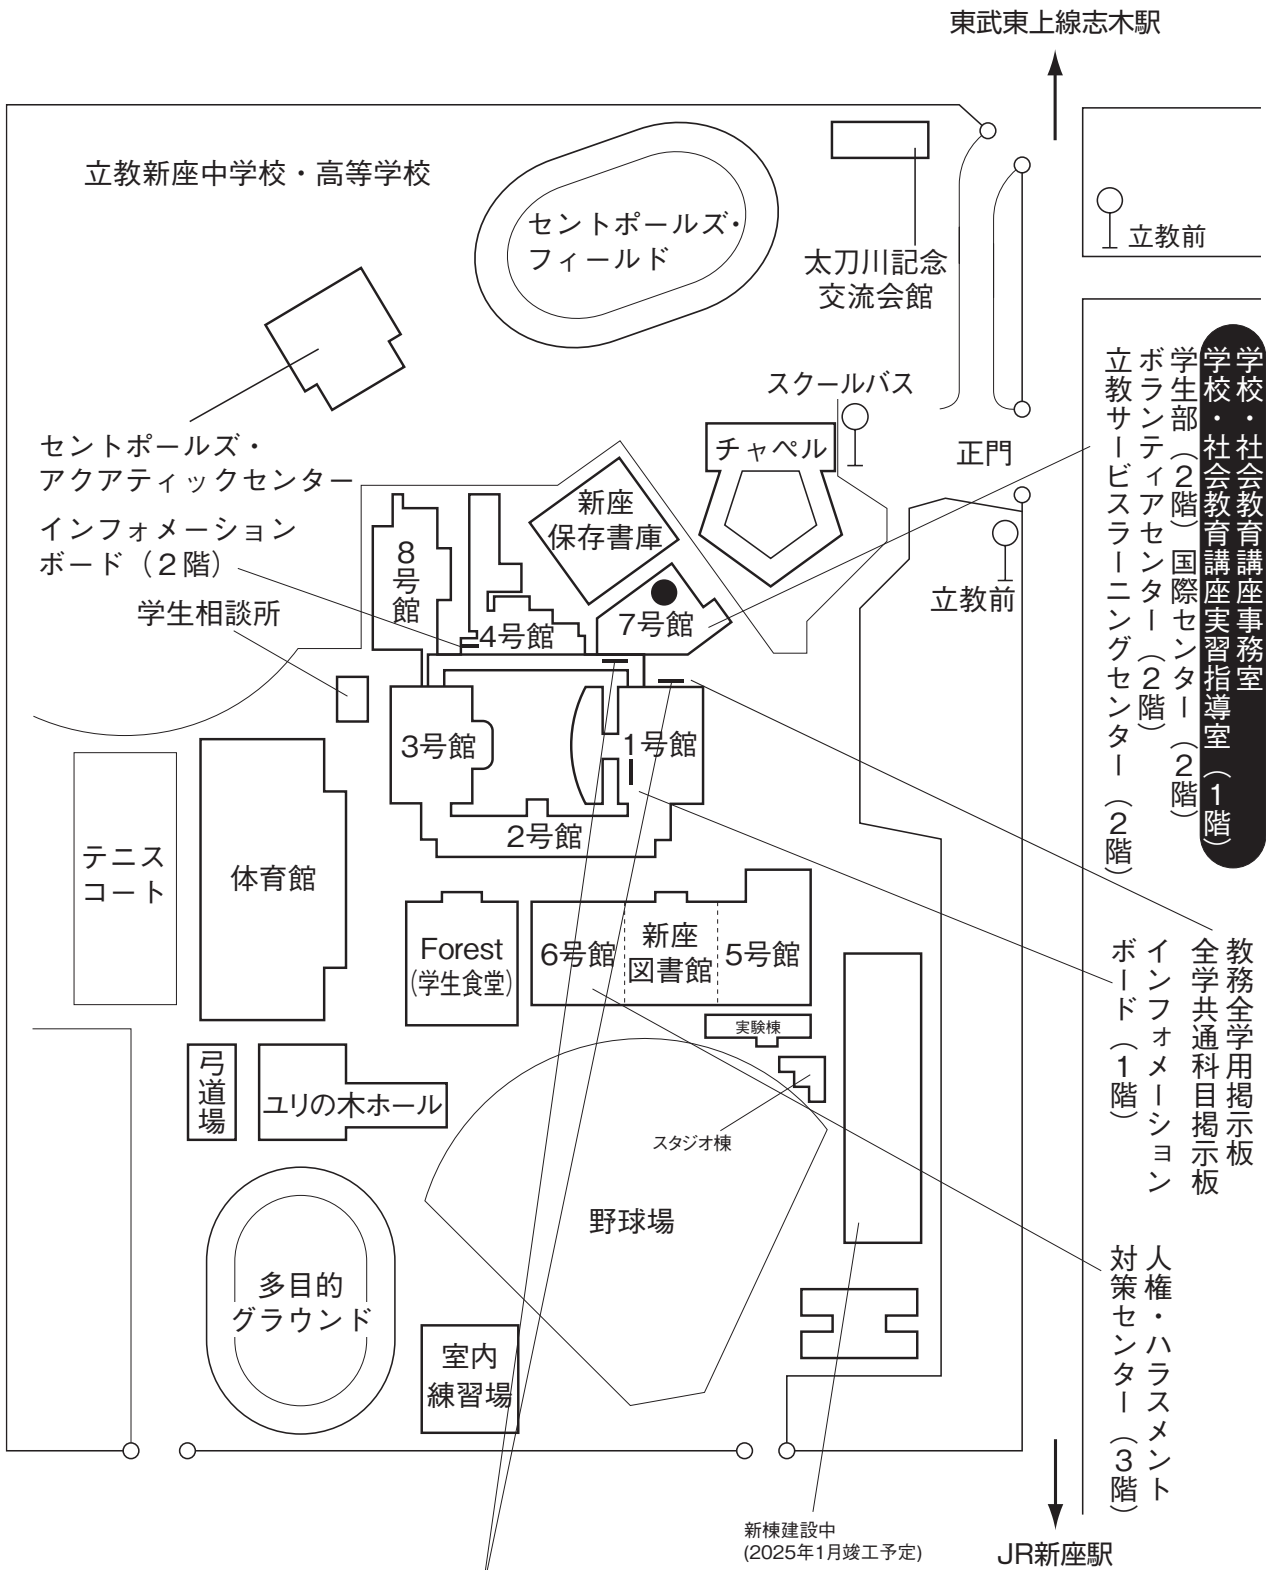 東武東上線志木駅
立教新座中学校・高等学校
セントポールズ・
フィールド
太刀川記念
交流会館
立教前
スクールバス
チャペル
正門
セントポールズ・
アクアティックセンター
インフォメーション
ボード（２階）
学生相談所
新座
保存書庫
8号館
4号館
7号館
立教前
3号館
1号館
2号館
テニス
コート
体育館
Forest
(学生食堂)
6号館
新座
図書館
5号館
実験棟
スタジオ棟
弓道場
ユリの木ホール
野球場
多目的
グラウンド
室内
練習場
新棟建設中
(2025年1月竣工予定)
JR新座駅
学校・社会教育講座事務室
学校・社会教育講座実習指導室（1階）
学生部（２階）国際センター（２階）
ボランティアセンター（２階）
立教サービスラーニングセンター（２階）
教務全学用掲示板
全学共通科目掲示板
インフォメーション
ボード（1階）
人権・ハラスメント
対策センター（3階）